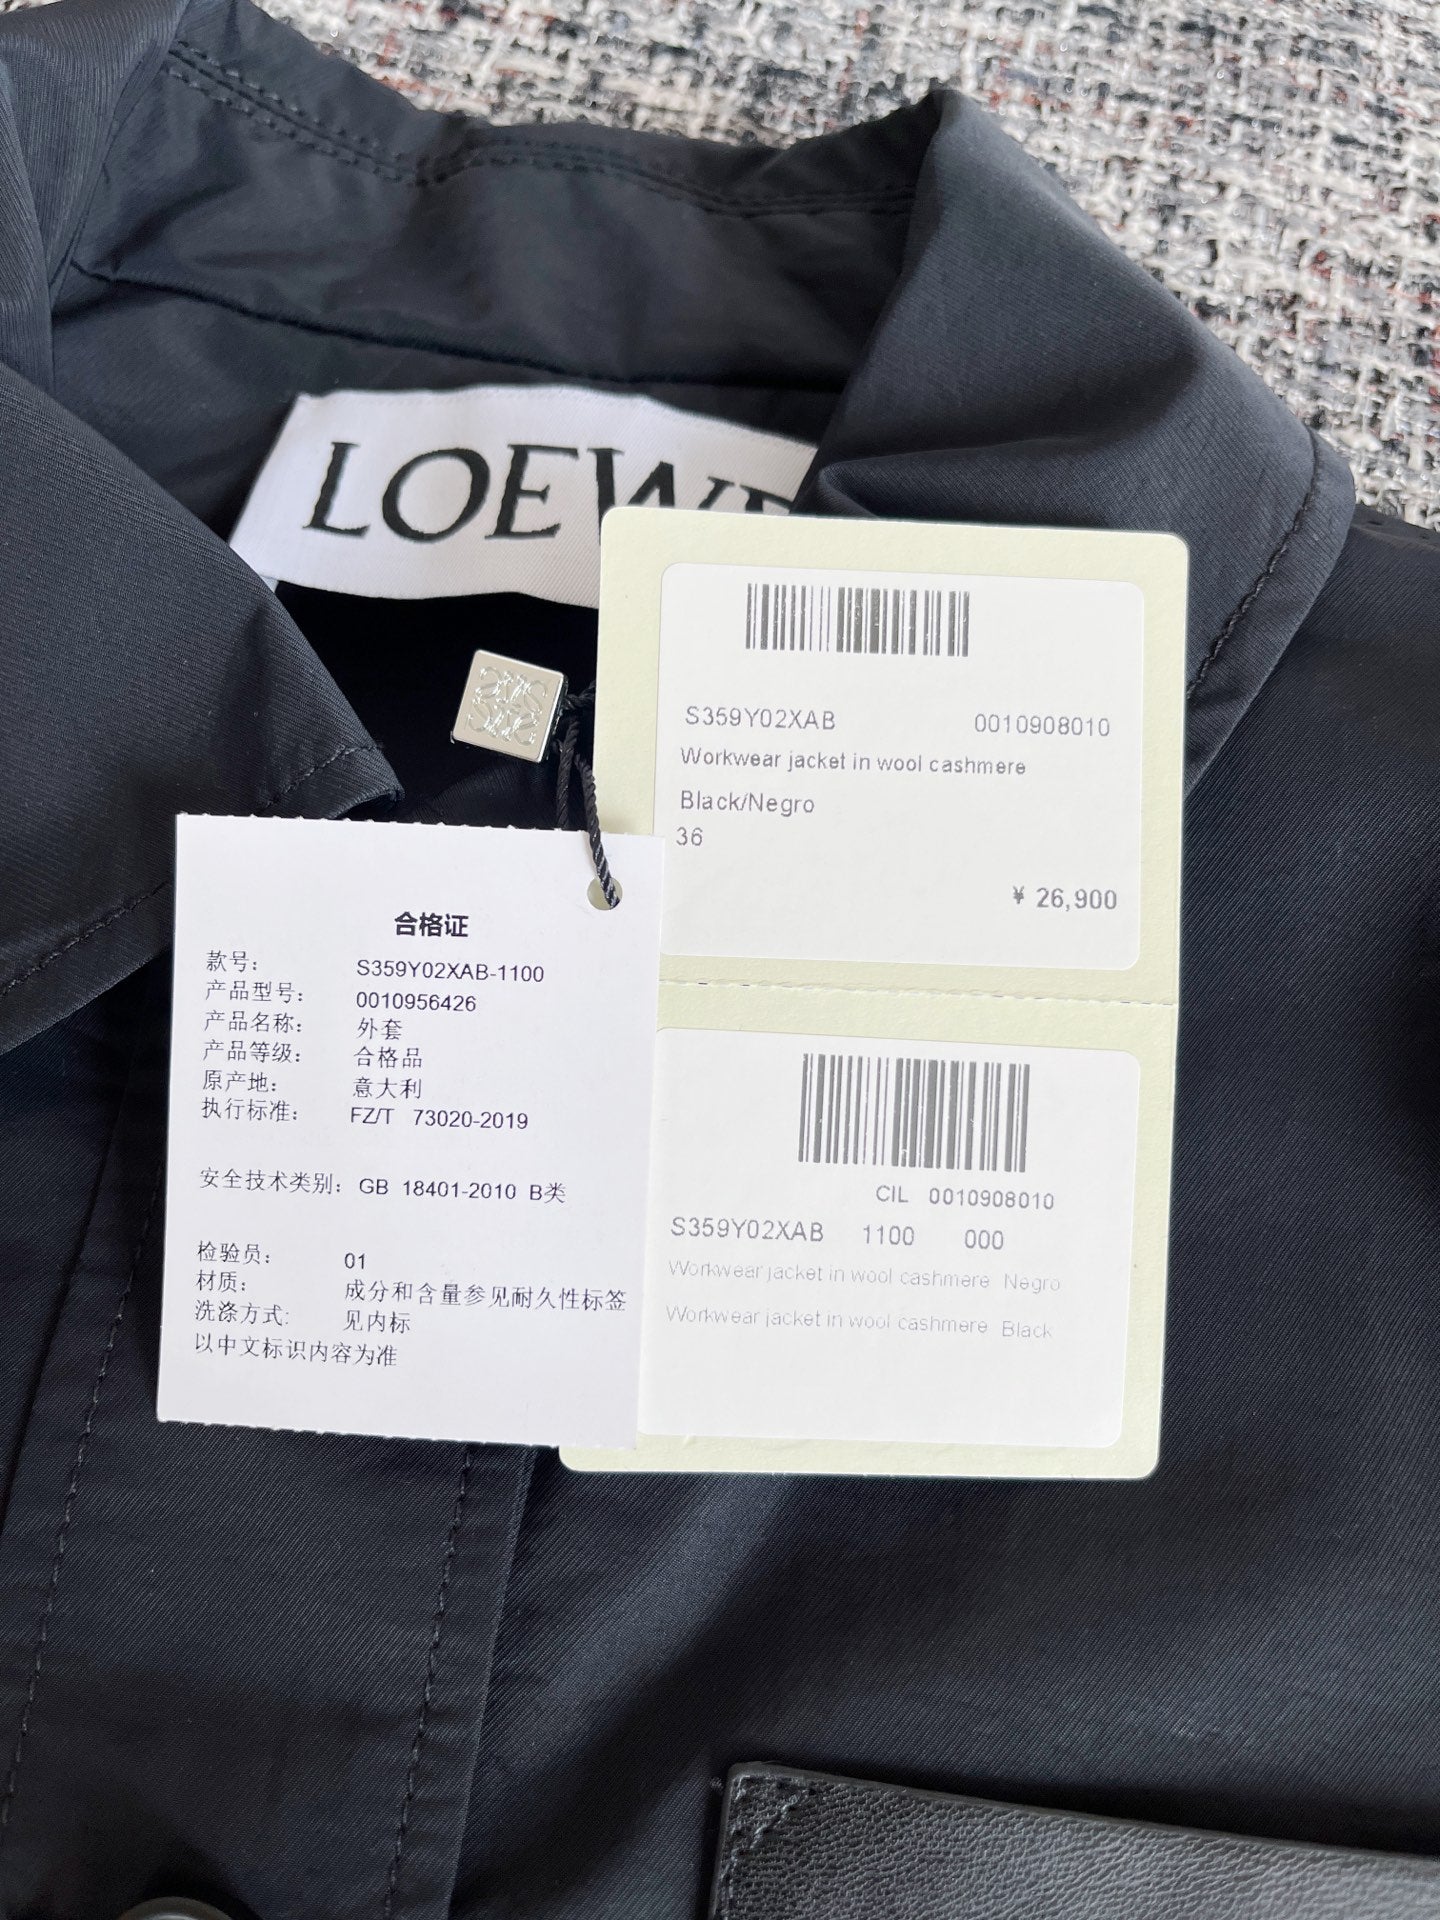 LOEWE
S359Y02XAB 0010908010
Workwear jacket in wool cashmere
Black/Negro
36
¥ 26,900
合格证
款号: S359Y02XAB-1100
产品型号: 0010956426
产品名称: 外套
产品等级: 合格品
原产地: 意大利
执行标准: FZ/T 73020-2019
安全技术类别: GB 18401-2010 B类
检验员: 01
材质: 成分和含量参见耐久性标签
洗涤方式: 见内标
以中文标识内容为准
CIL 0010908010
S359Y02XAB 1100 000
Workwear jacket in wool cashmere Negro
Workwear jacket in wool cashmere Black